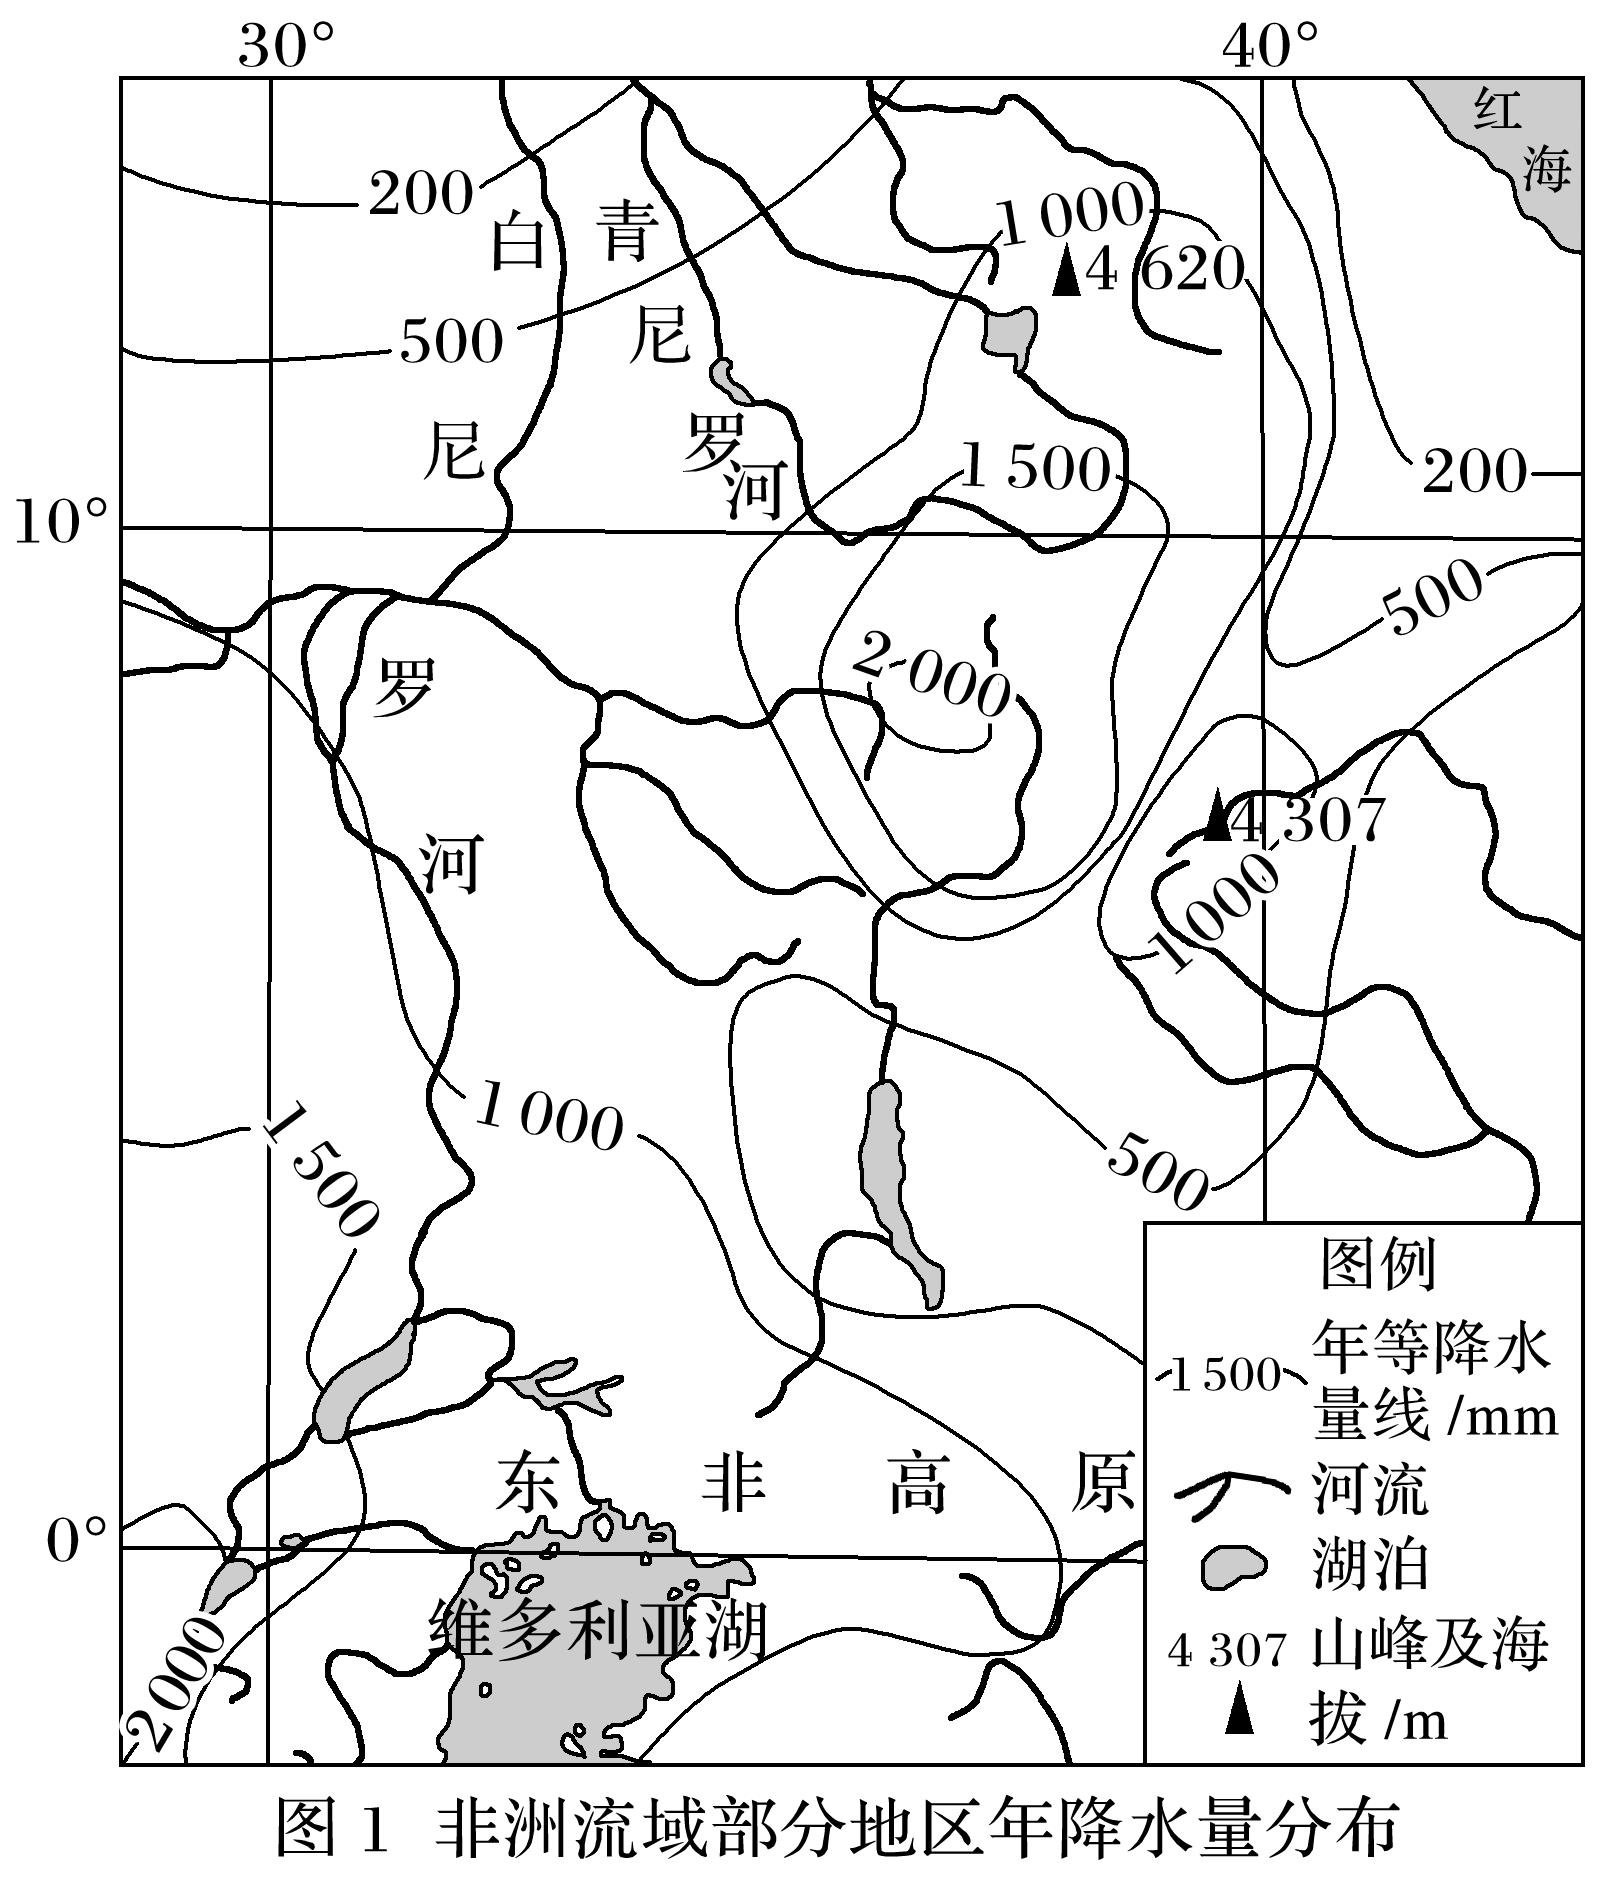 30° 40°
红
海
200
1 000
4 620
白
尼
罗
河
青
尼
罗
河
500
1 500
200
10°
500
2 000
4 307
1 000
1 000
1 500
500
东 非 高 原
0°
维多利亚湖
2 000
图例
1 500 年等降水
量线 /mm
河流
湖泊
4 307 山峰及海
拔 /m
图 1 非洲流域部分地区年降水量分布